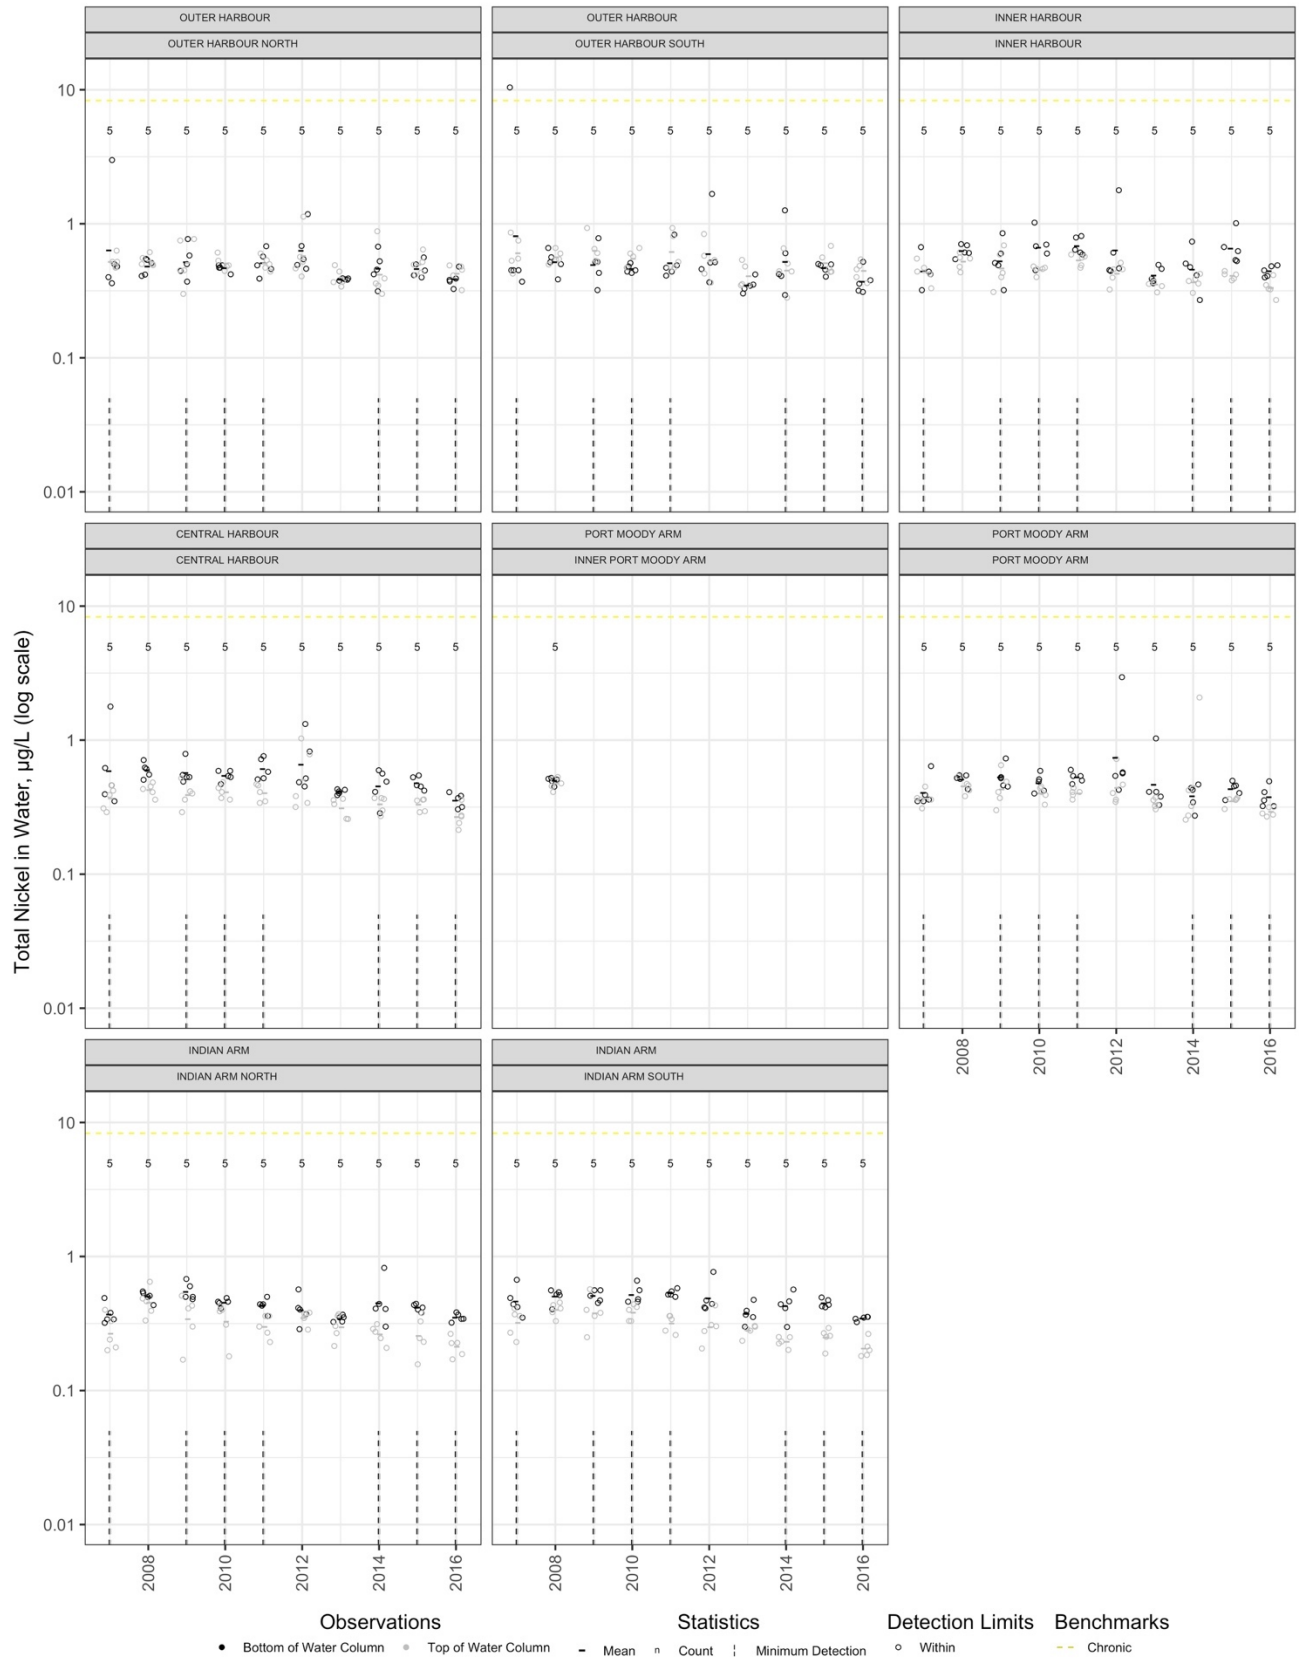 OUTER HARBOUR
OUTER HARBOUR
INNER HARBOUR
OUTER HARBOUR NORTH
OUTER HARBOUR SOUTH
INNER HARBOUR
10
5 5 5 5 5 5 5 5 5 5
5 5 5 5 5 5 5 5 5 5
5 5 5 5 5 5 5 5 5 5
1
0.1
0.01
CENTRAL HARBOUR
PORT MOODY ARM
PORT MOODY ARM
CENTRAL HARBOUR
INNER PORT MOODY ARM
PORT MOODY ARM
10
5 5 5 5 5 5 5 5 5 5
5
5 5 5 5 5 5 5 5 5 5
1
0.1
0.01
Total Nickel in Water, µg/L (log scale)
2008 2010 2012 2014 2016
INDIAN ARM
INDIAN ARM
INDIAN ARM NORTH
INDIAN ARM SOUTH
10
5 5 5 5 5 5 5 5 5 5
5 5 5 5 5 5 5 5 5 5
1
0.1
0.01
2008 2010 2012 2014 2016
2008 2010 2012 2014 2016
Observations Statistics Detection Limits Benchmarks
Bottom of Water Column Top of Water Column Mean n Count Minimum Detection Within Chronic